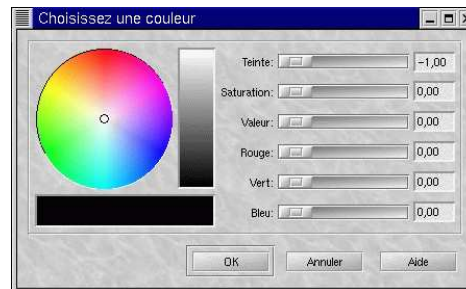 Choisissez une couleur
Teinte: -1,00
Saturation: 0,00
Valeur: 0,00
Rouge: 0,00
Vert: 0,00
Bleu: 0,00
OK Annuler Aide